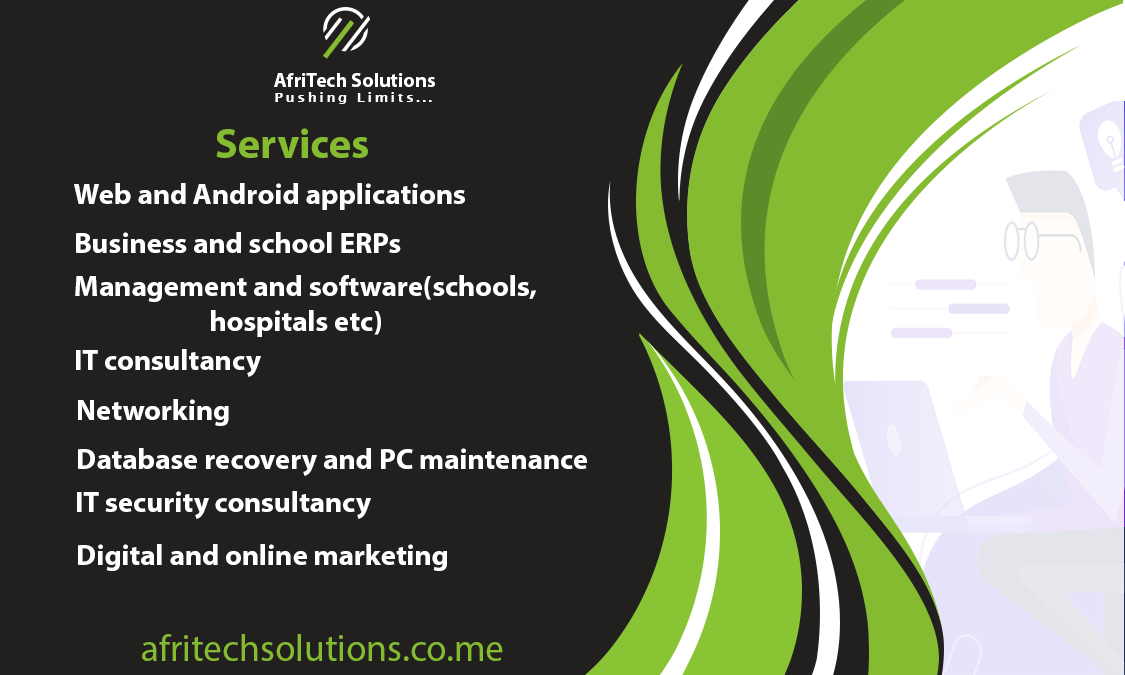 AfriTech Solutions
Pushing Limits...
Services
Web and Android applications
Business and school ERPs
Management and software(schools,
hospitals etc)
IT consultancy
Networking
Database recovery and PC maintenance
IT security consultancy
Digital and online marketing
afritechsolutions.co.me